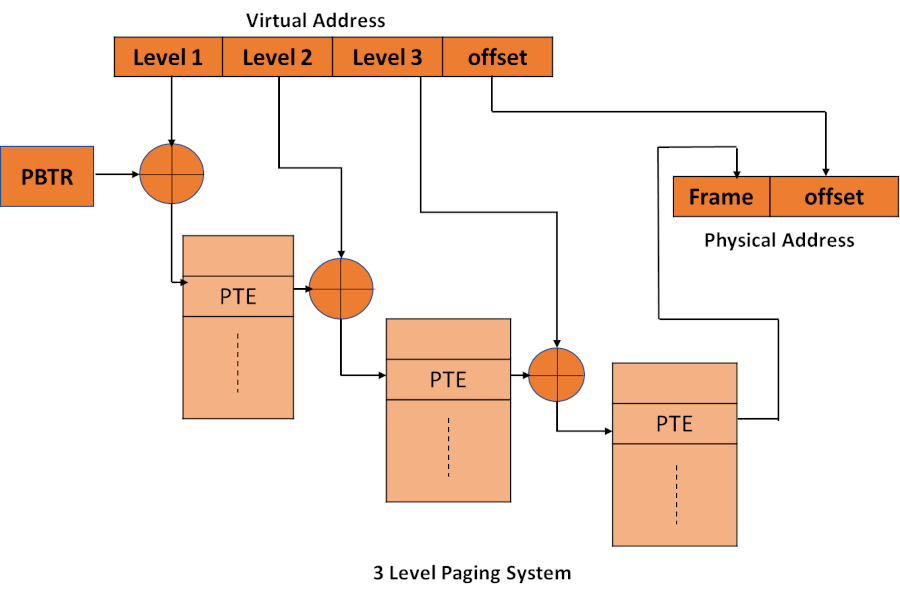 Virtual Address
Level 1 Level 2 Level 3 offset
PBTR
Frame offset
Physical Address
PTE
PTE
PTE
3 Level Paging System